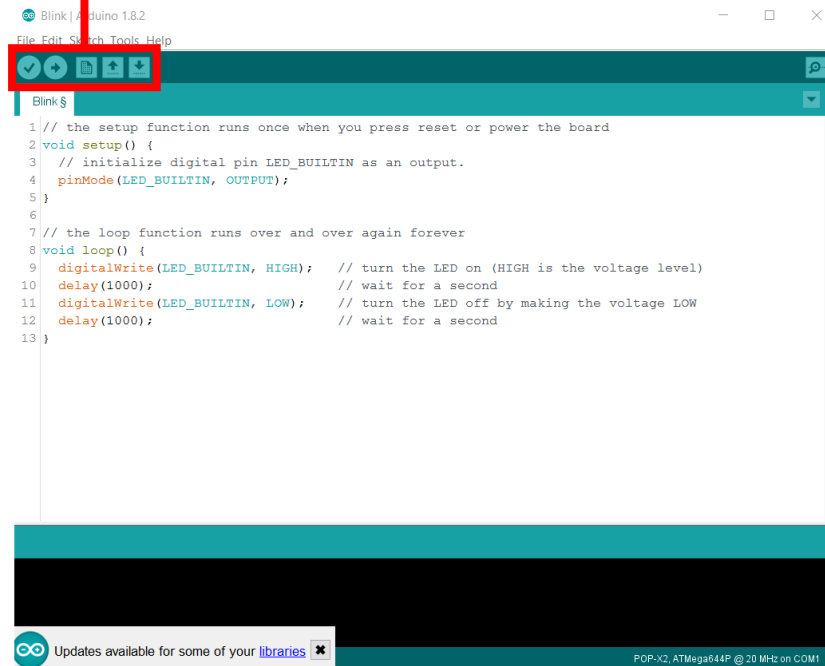 Blink | Arduino 1.8.2
File Edit Sketch Tools Help
Blink §
1 // the setup function runs once when you press reset or power the board
2 void setup() {
3   // initialize digital pin LED_BUILTIN as an output.
4   pinMode(LED_BUILTIN, OUTPUT);
5 }
6
7 // the loop function runs over and over again forever
8 void loop() {
9   digitalWrite(LED_BUILTIN, HIGH);   // turn the LED on (HIGH is the voltage level)
10   delay(1000);                       // wait for a second
11   digitalWrite(LED_BUILTIN, LOW);    // turn the LED off by making the voltage LOW
12   delay(1000);                       // wait for a second
13 }
Updates available for some of your libraries
POP-X2, ATMega644P @ 20 MHz on COM1